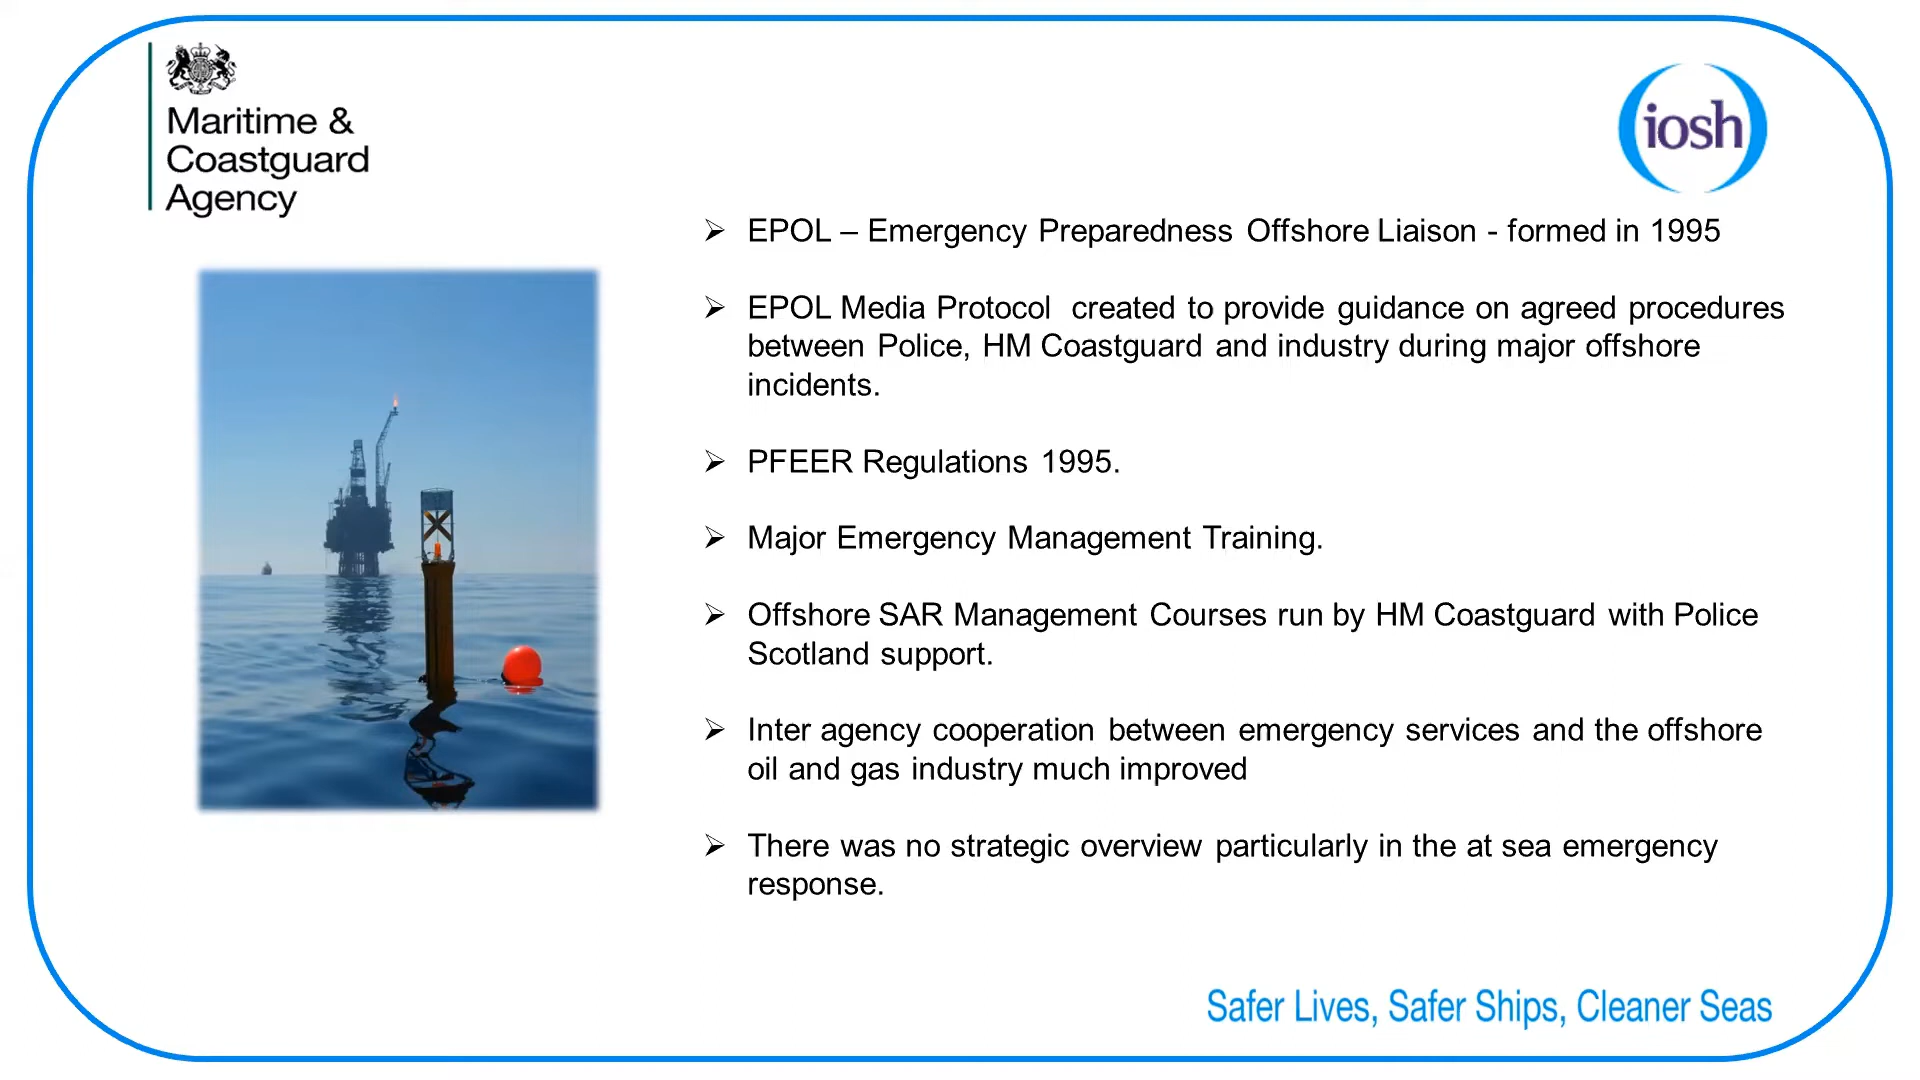 Maritime &
Coastguard
Agency
iosh
➢ EPOL – Emergency Preparedness Offshore Liaison - formed in 1995
➢ EPOL Media Protocol created to provide guidance on agreed procedures
between Police, HM Coastguard and industry during major offshore
incidents.
➢ PFEER Regulations 1995.
➢ Major Emergency Management Training.
➢ Offshore SAR Management Courses run by HM Coastguard with Police
Scotland support.
➢ Inter agency cooperation between emergency services and the offshore
oil and gas industry much improved
➢ There was no strategic overview particularly in the at sea emergency
response.
Safer Lives, Safer Ships, Cleaner Seas